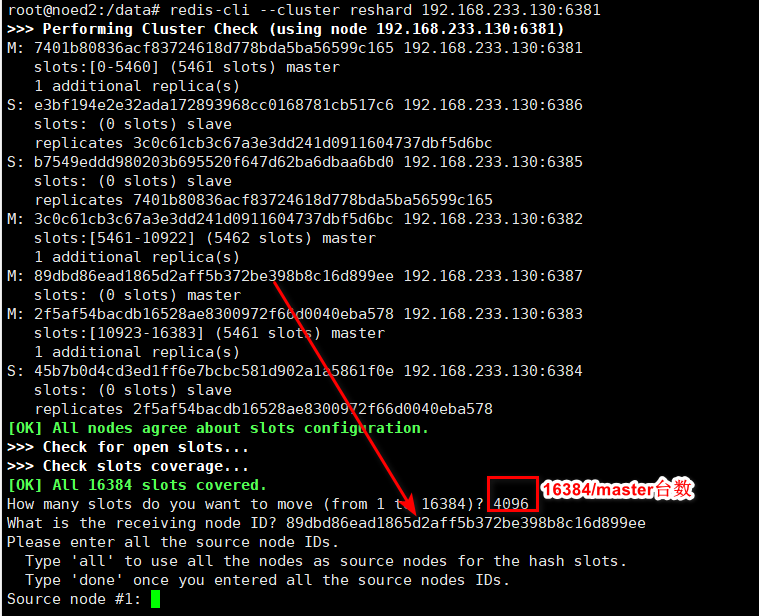 root@noed2:/data# redis-cli --cluster reshard 192.168.233.130:6381
>>> Performing Cluster Check (using node 192.168.233.130:6381)
M: 7401b80836acf83724618d778bda5ba56599c165 192.168.233.130:6381
   slots:[0-5460] (5461 slots) master
   1 additional replica(s)
S: e3bf194e2e32ada172893968cc0168781cb517c6 192.168.233.130:6386
   slots: (0 slots) slave
   replicates 3c0c61cb3c67a3e3dd241d0911604737dbf5d6bc
S: b7549eddd980203b695520f647d62ba6dbaa6bd0 192.168.233.130:6385
   slots: (0 slots) slave
   replicates 7401b80836acf83724618d778bda5ba56599c165
M: 3c0c61cb3c67a3e3dd241d0911604737dbf5d6bc 192.168.233.130:6382
   slots:[5461-10922] (5462 slots) master
   1 additional replica(s)
M: 89dbd86ead1865d2aff5b372be398b8c16d899ee 192.168.233.130:6387
   slots: (0 slots) master
M: 2f5af54bacdb16528ae8300972f66d0040eba578 192.168.233.130:6383
   slots:[10923-16383] (5461 slots) master
   1 additional replica(s)
S: 45b7b0d4cd3ed1ff6e7bcbc581d902a1a5861f0e 192.168.233.130:6384
   slots: (0 slots) slave
   replicates 2f5af54bacdb16528ae8300972f66d0040eba578
[OK] All nodes agree about slots configuration.
>>> Check for open slots...
>>> Check slots coverage...
[OK] All 16384 slots covered.
How many slots do you want to move (from 1 to 16384)? 4096 16384/master台数
What is the receiving node ID? 89dbd86ead1865d2aff5b372be398b8c16d899ee
Please enter all the source node IDs.
  Type 'all' to use all the nodes as source nodes for the hash slots.
  Type 'done' once you entered all the source nodes IDs.
Source node #1: